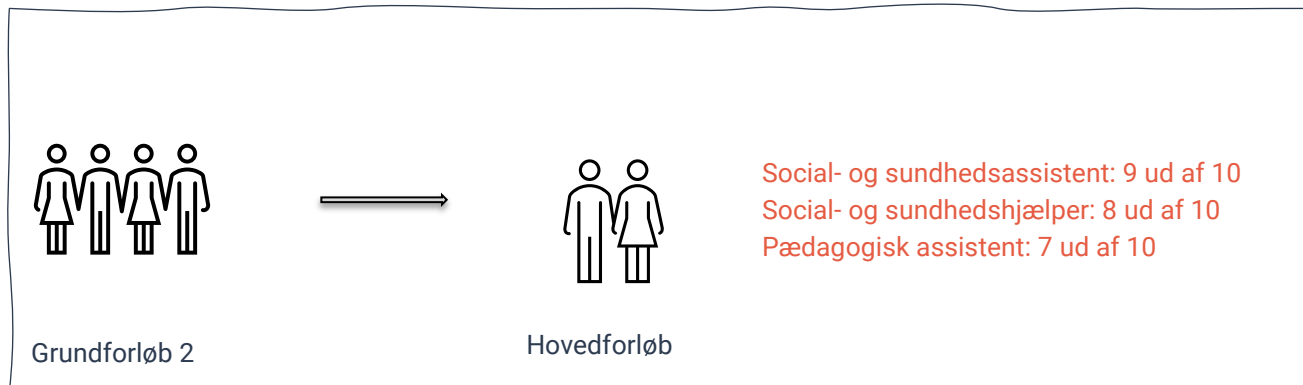 Social- og sundhedsassistent: 9 ud af 10
Social- og sundhedshjælper: 8 ud af 10
Pædagogisk assistent: 7 ud af 10
Grundforløb 2
Hovedforløb